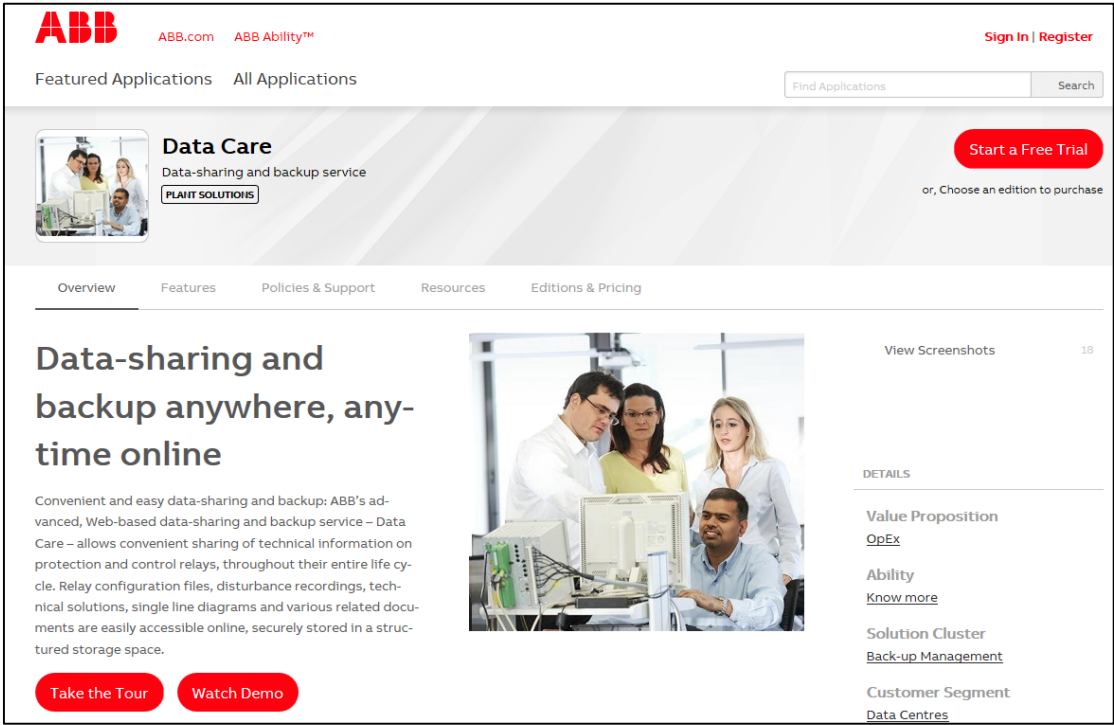 ABB
ABB.com ABB Ability™
Sign In | Register
Featured Applications All Applications
Find Applications
Search
Data Care
Data-sharing and backup service
PLANT SOLUTIONS
Start a Free Trial
or, Choose an edition to purchase
Overview Features Policies & Support Resources Editions & Pricing
Data-sharing and
backup anywhere, any-
time online
Convenient and easy data-sharing and backup: ABB's ad-
vanced, Web-based data-sharing and backup service – Data
Care – allows convenient sharing of technical information on
protection and control relays, throughout their entire life cy-
cle. Relay configuration files, disturbance recordings, tech-
nical solutions, single line diagrams and various related docu-
ments are easily accessible online, securely stored in a struc-
tured storage space.
Take the Tour
Watch Demo
View Screenshots 18
DETAILS
Value Proposition
OpEx
Ability
Know more
Solution Cluster
Back-up Management
Customer Segment
Data Centres